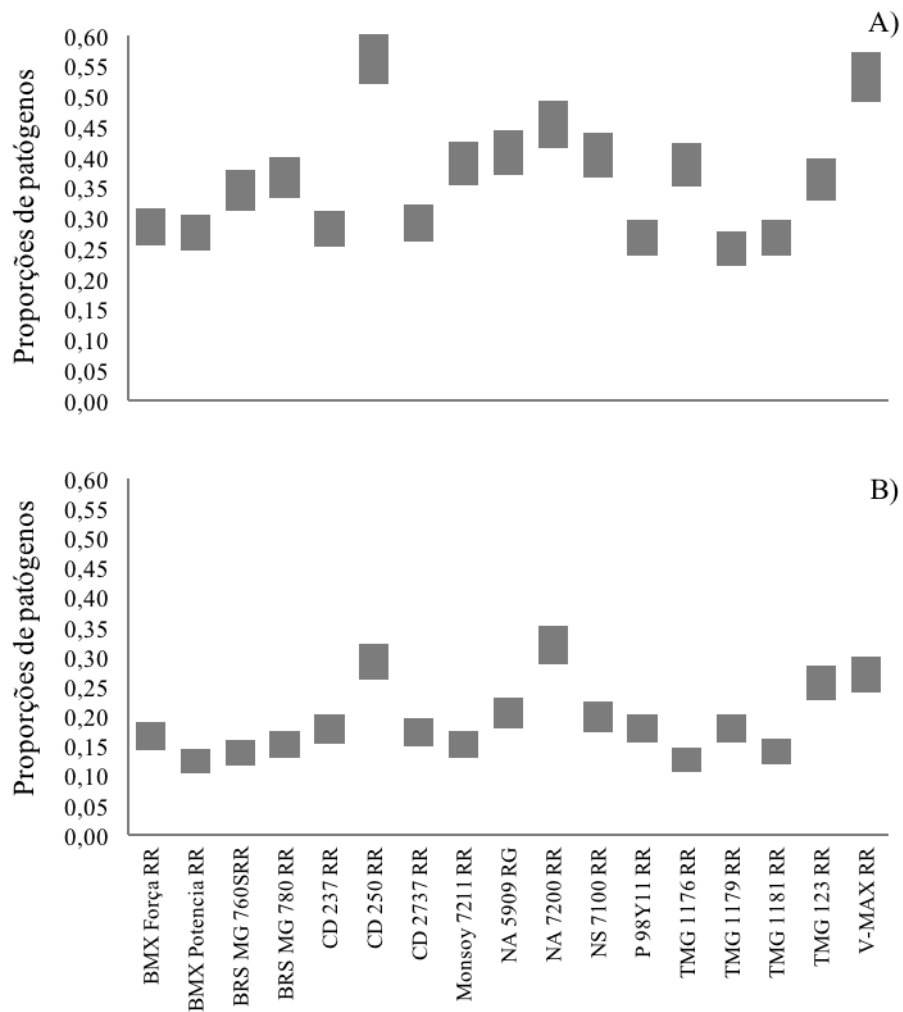 A)
Proporções de patógenos
0,60
0,55
0,50
0,45
0,40
0,35
0,30
0,25
0,20
0,15
0,10
0,05
0,00
B)
Proporções de patógenos
0,60
0,55
0,50
0,45
0,40
0,35
0,30
0,25
0,20
0,15
0,10
0,05
0,00
BMX Força RR
BMX Potencia RR
BRS MG 760SRR
BRS MG 780 RR
CD 237 RR
CD 250 RR
CD 2737 RR
Monsoy 7211 RR
NA 5909 RG
NA 7200 RR
NS 7100 RR
P 98Y11 RR
TMG 1176 RR
TMG 1179 RR
TMG 1181 RR
TMG 123 RR
V-MAX RR